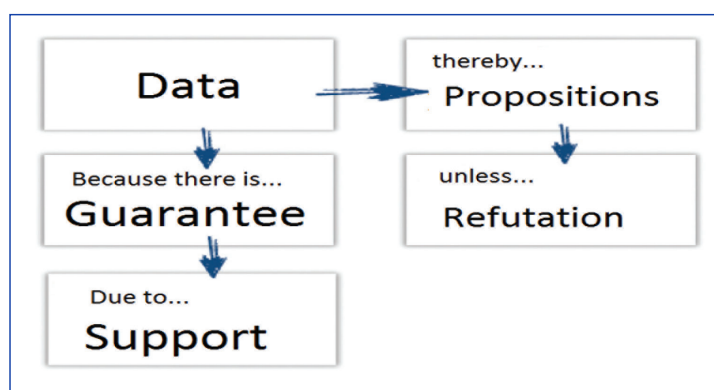 Data
thereby...
Propositions
Because there is...
Guarantee
unless...
Refutation
Due to...
Support